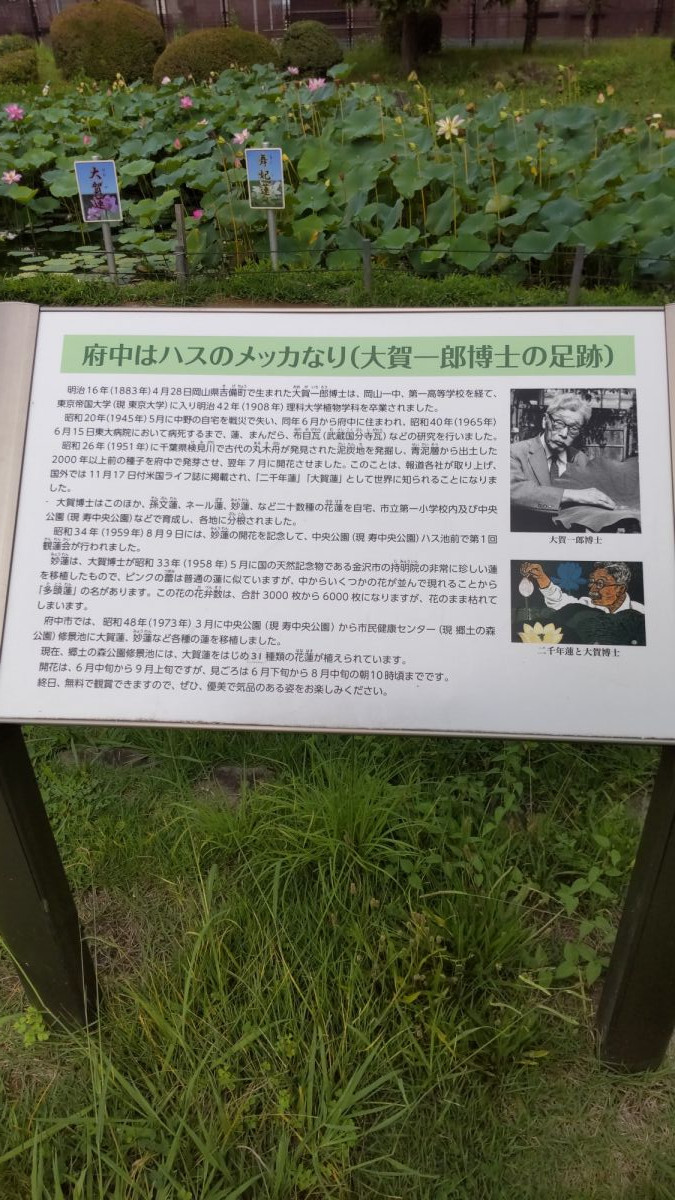 大賀蓮
舞妃蓮
府中はハスのメッカなり(大賀一郎博士の足跡)
明治16年(1883年)4月28日岡山県吉備町で生まれた大賀一郎博士は、岡山一中、第一高等学校を経て、
東京帝国大学(現 東京大学)に入り明治42年(1908年)理科大学植物学科を卒業されました。
昭和20年(1945年)5月に中野の自宅を戦災で失い、同年6月から府中に住まわれ、昭和40年(1965年)
6月15日東大病院において病死するまで、蓮、まんだら、布目瓦(武蔵国分寺瓦)などの研究を行いました。
昭和26年(1951年)に千葉県検見川で古代の丸木舟が発見された泥炭地を発掘し、青泥層から出土した
2000年以上前の種子を府中で発芽させ、翌年7月に開花させました。このことは、報道各社が取り上げ、
国外では11月17日付米国ライフ誌に掲載され、「二千年蓮」「大賀蓮」として世界に知られることになりま
した。
大賀博士はこのほか、孫文蓮、ネール蓮、妙蓮、など二十数種の花蓮を自宅、市立第一小学校内及び中央
公園(現 寿中央公園)などで育成し、各地に分根されました。
昭和34年(1959年)8月9日には、妙蓮の開花を記念して、中央公園(現 寿中央公園)ハス池前で第1回
観蓮会が行われました。
妙蓮は、大賀博士が昭和33年(1958年)5月に国の天然記念物である金沢市の持明院の非常に珍しい蓮
を移植したもので、ピンクの蕾は普通の蓮に似ていますが、中からいくつかの花が並んで現れることから
「多頭蓮」の名があります。この花の花弁数は、合計3000枚から6000枚になりますが、花のまま枯れて
しまいます。
府中市では、昭和48年(1973年)3月に中央公園(現 寿中央公園)から市民健康センター(現 郷土の森
公園)修景池に大賀蓮、妙蓮など各種の蓮を移植しました。
現在、郷土の森公園修景池には、大賀蓮をはじめ31種類の花蓮が植えられています。
開花は、6月中旬から9月上旬ですが、見ごろは6月下旬から8月中旬の朝10時頃までです。
終日、無料で観賞できますので、ぜひ、優美で気品のある姿をお楽しみください。
大賀一郎博士
二千年蓮と大賀博士